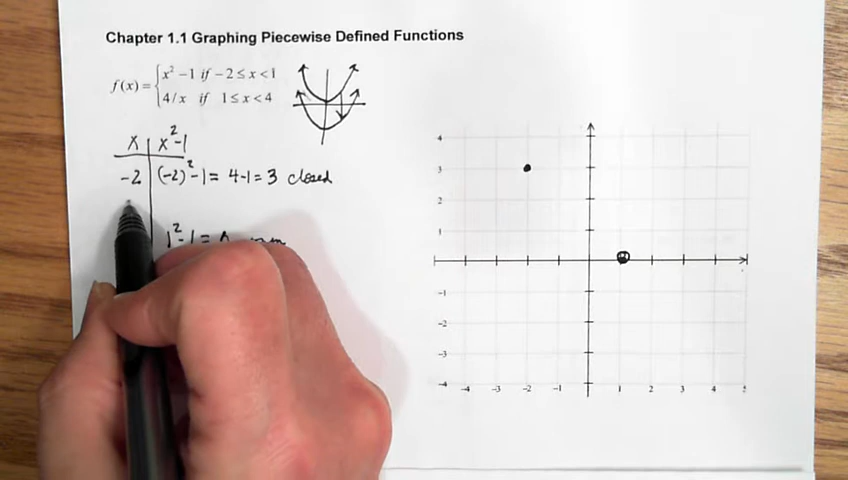 Chapter 1.1 Graphing Piecewise Defined Functions
f(x) = { x² − 1 if −2 ≤ x < 1
4/x if 1 ≤ x < 4
x | x²-1
-2 | (-2)²-1 = 4-1 = 3 closed
1²-1 = 0
4
3
2
1
-1
-2
-3
-4
-4 -3 -2 -1 1 2 3 4